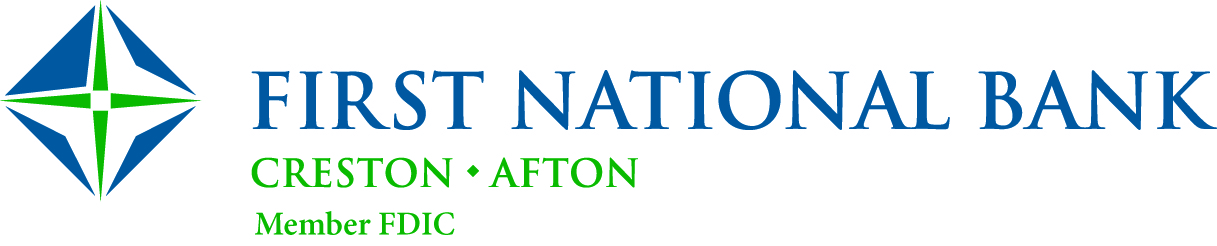 FIRST NATIONAL BANK
CRESTON ◆ AFTON
Member FDIC